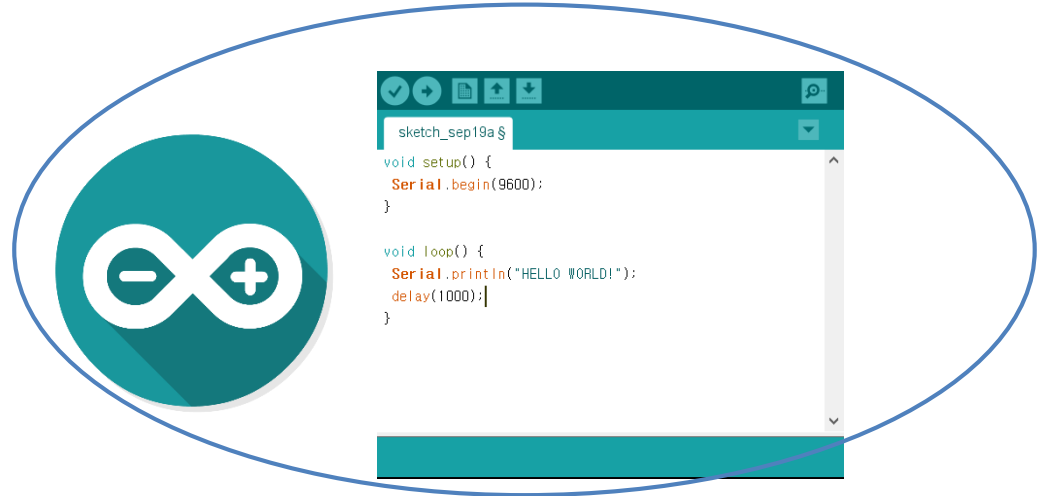 sketch_sep19a §
void setup() {
 Serial.begin(9600);
}

void loop() {
 Serial.println("HELLO WORLD!");
 delay(1000);
}